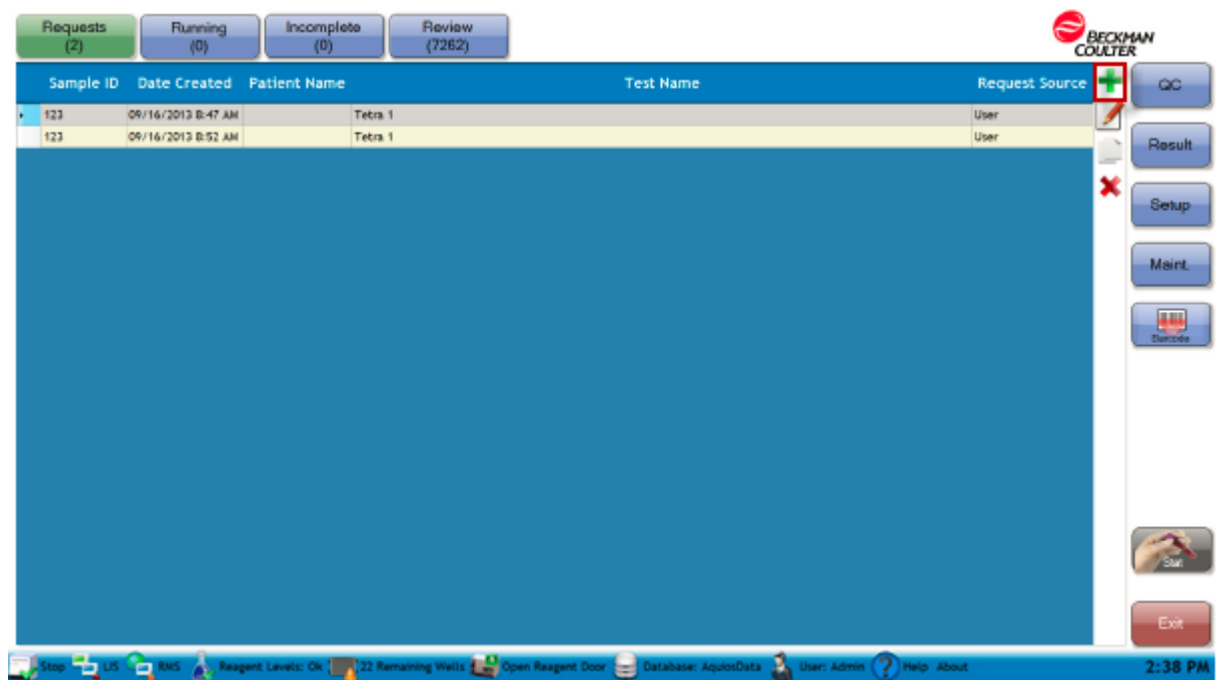 Requests Running Incomplete Review
(2) (0) (0) (7262)
BECKMAN
COULTER
Sample ID Date Created Patient Name Test Name Request Source
QC
123 09/16/2013 8:47 AM Tetra 1 User
123 09/16/2013 8:52 AM Tetra 1 User
Result
Setup
Maint.
Barcode
Stat
Exit
Stop LIS RMS Reagent Levels: Ok 22 Remaining Wells Open Reagent Door Database: AquiosData User: Admin ? Help About 2:38 PM